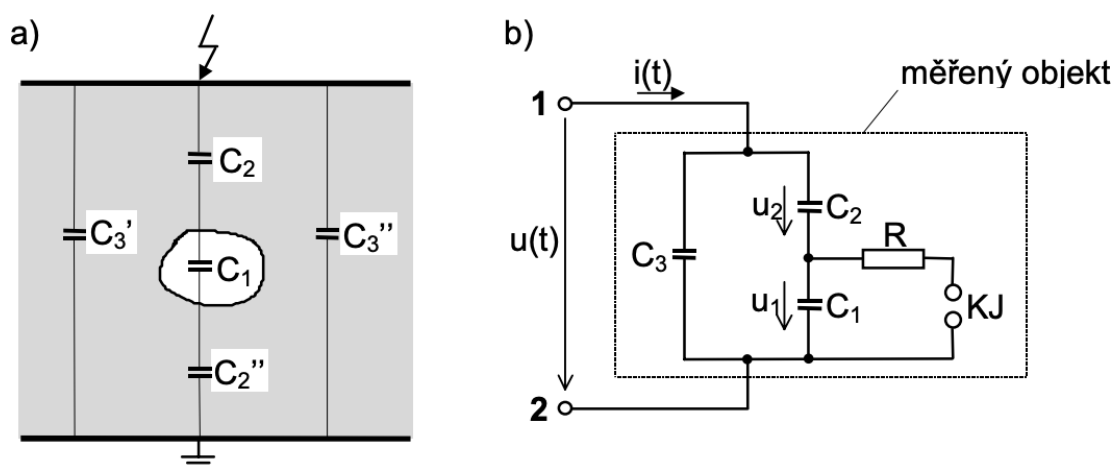 a)
C₂
C₃'
C₃''
C₁
C₂''
b)
i(t)
měřený objekt
1
u₂
C₂
u(t)
R
C₃
KJ
u₁
C₁
2